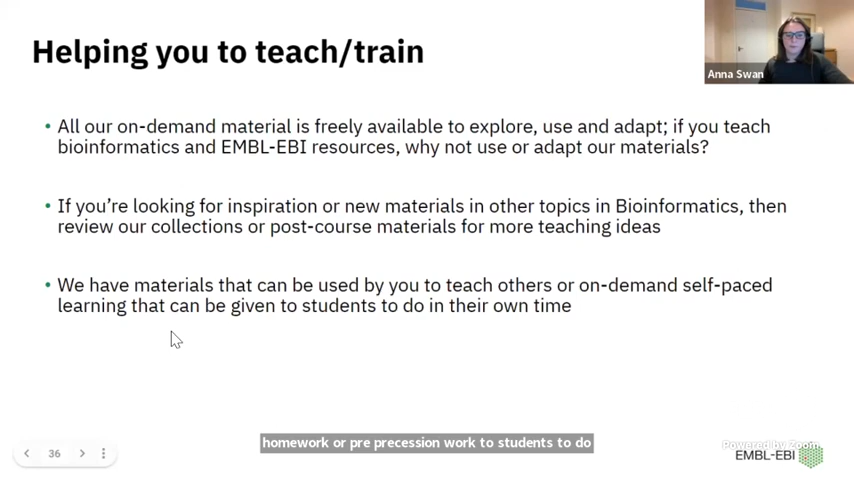 Helping you to teach/train
Anna Swan
• All our on-demand material is freely available to explore, use and adapt; if you teach
bioinformatics and EMBL-EBI resources, why not use or adapt our materials?
• If you’re looking for inspiration or new materials in other topics in Bioinformatics, then
review our collections or post-course materials for more teaching ideas
• We have materials that can be used by you to teach others or on-demand self-paced
learning that can be given to students to do in their own time
homework or pre precession work to students to do
36
Powered by Zoom
EMBL-EBI